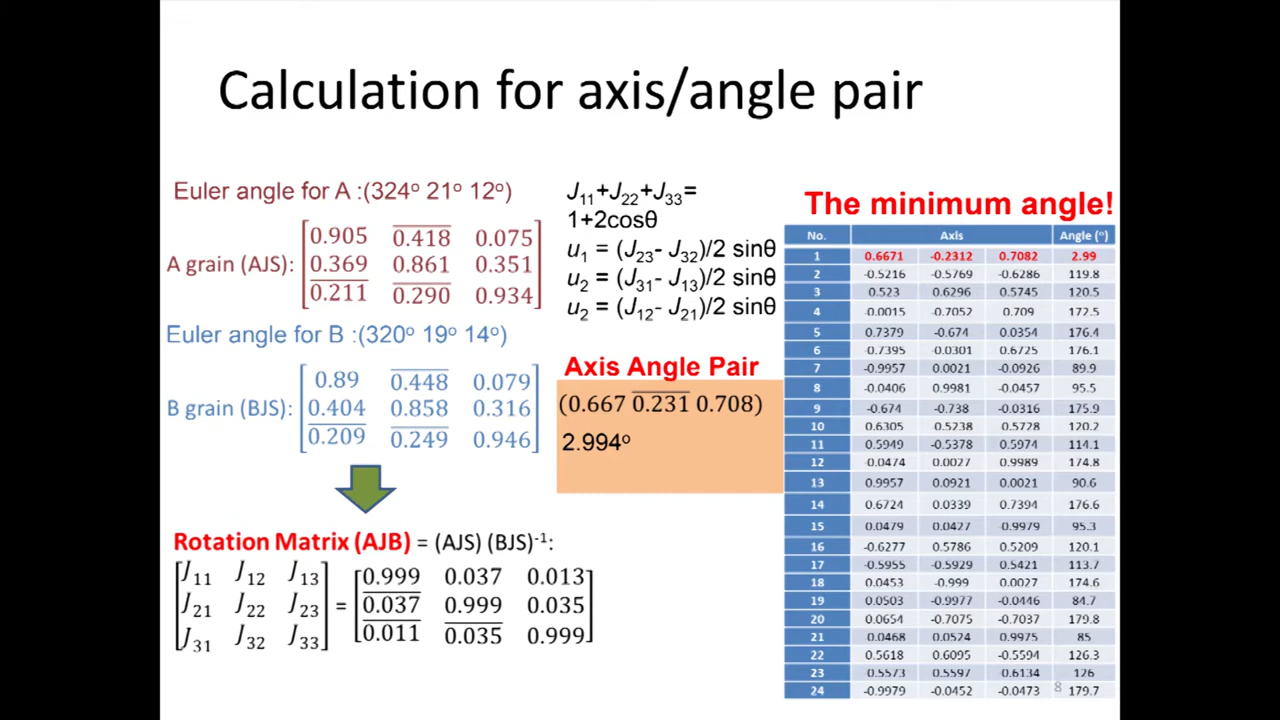 Calculation for axis/angle pair
Euler angle for A :(324° 21° 12°)
A grain (AJS):
0.905 0.418 0.075
0.369 0.861 0.351
0.211 0.290 0.934
Euler angle for B :(320° 19° 14°)
B grain (BJS):
0.89 0.448 0.079
0.404 0.858 0.316
0.209 0.249 0.946
Rotation Matrix (AJB) = (AJS) (BJS)⁻¹:
J₁₁ J₁₂ J₁₃
J₂₁ J₂₂ J₂₃
J₃₁ J₃₂ J₃₃
=
0.999 0.037 0.013
0.037 0.999 0.035
0.011 0.035 0.999
J₁₁+J₂₂+J₃₃=
1+2cosθ
u₁ = (J₂₃- J₃₂)/2 sinθ
u₂ = (J₃₁- J₁₃)/2 sinθ
u₂ = (J₁₂- J₂₁)/2 sinθ
Axis Angle Pair
(0.667 0.231 0.708)
2.994°
The minimum angle!
No. Axis Angle (°)
1 0.6671 -0.2312 0.7082 2.99
2 -0.5216 -0.5769 -0.6286 119.8
3 0.523 0.6296 0.5745 120.5
4 -0.0015 -0.7052 0.709 172.5
5 0.7379 -0.674 0.0354 176.4
6 -0.7395 -0.0301 0.6725 176.1
7 -0.9957 0.0021 -0.0926 89.9
8 -0.0406 0.9981 -0.0457 95.5
9 -0.674 -0.738 -0.0316 175.9
10 0.6305 0.5238 0.5728 120.2
11 0.5949 -0.5378 0.5974 114.1
12 -0.0474 0.0027 0.9989 174.8
13 0.9957 0.0921 0.0021 90.6
14 0.6724 0.0339 0.7394 176.6
15 0.0479 0.0427 -0.9979 95.3
16 -0.6277 0.5786 0.5209 120.1
17 -0.5955 -0.5929 0.5421 113.7
18 0.0453 -0.999 0.0027 174.6
19 0.0503 -0.9977 -0.0446 84.7
20 0.0654 -0.7075 -0.7037 179.8
21 0.0468 0.0524 0.9975 85
22 0.5618 0.6095 -0.5594 126.3
23 0.5573 0.5597 -0.6134 126
24 -0.9979 -0.0452 -0.0473 179.7
8